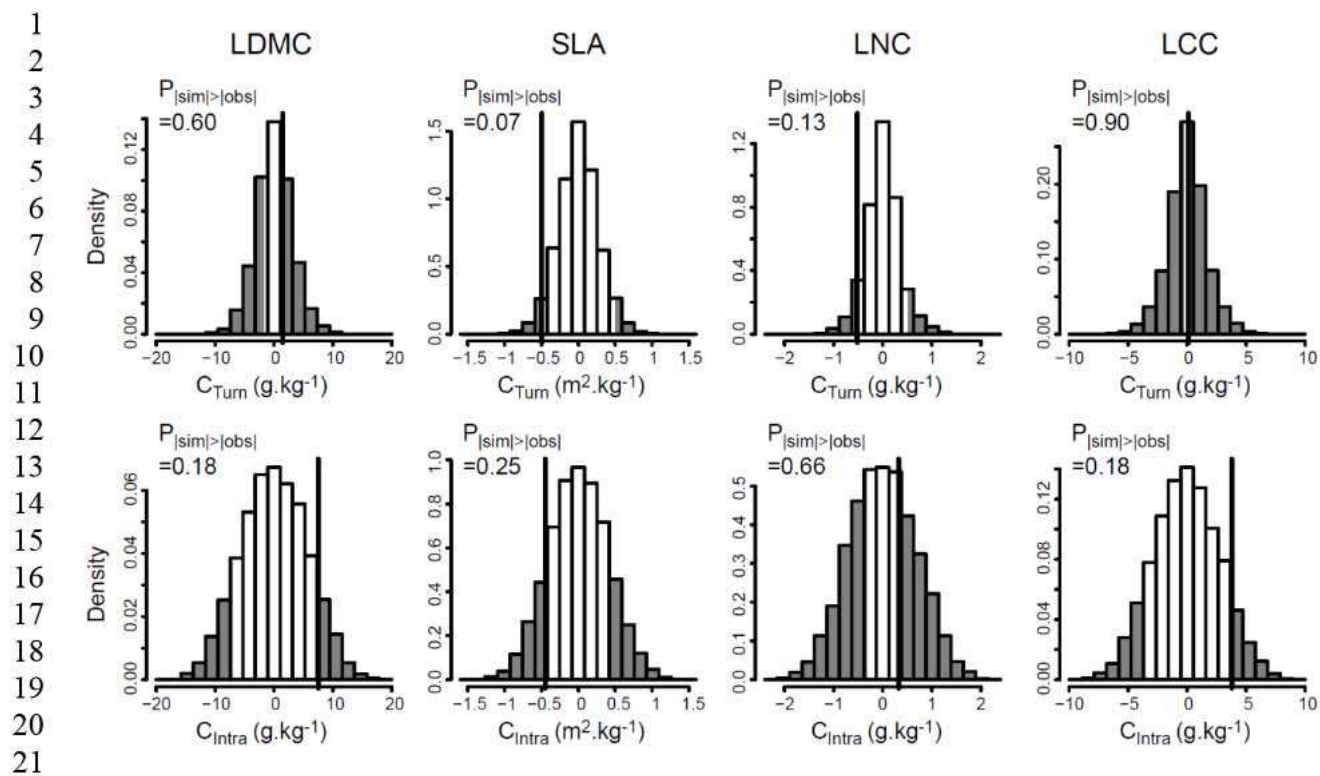 1
2
3
4
5
6
7
8
9
10
11
12
13
14
15
16
17
18
19
20
21
LDMC SLA LNC LCC
P|sim|>|obs| =0.60
P|sim|>|obs| =0.07
P|sim|>|obs| =0.13
P|sim|>|obs| =0.90
Density
0.00 0.04 0.08 0.12
0.0 0.5 1.0 1.5
0.0 0.4 0.8 1.2
0.00 0.10 0.20
−20 −10 0 10 20
−1.5 −1 −0.5 0 0.5 1 1.5
−2 −1 0 1 2
−10 −5 0 5 10
CTurn (g.kg-1)
CTurn (m2.kg-1)
CTurn (g.kg-1)
CTurn (g.kg-1)
P|sim|>|obs| =0.18
P|sim|>|obs| =0.25
P|sim|>|obs| =0.66
P|sim|>|obs| =0.18
Density
0.00 0.02 0.04 0.06
0.0 0.2 0.4 0.6 0.8 1.0
0.0 0.1 0.2 0.3 0.4 0.5
0.00 0.04 0.08 0.12
−20 −10 0 10 20
−1.5 −1 −0.5 0 0.5 1 1.5
−2 −1 0 1 2
−10 −5 0 5 10
CIntra (g.kg-1)
CIntra (m2.kg-1)
CIntra (g.kg-1)
CIntra (g.kg-1)